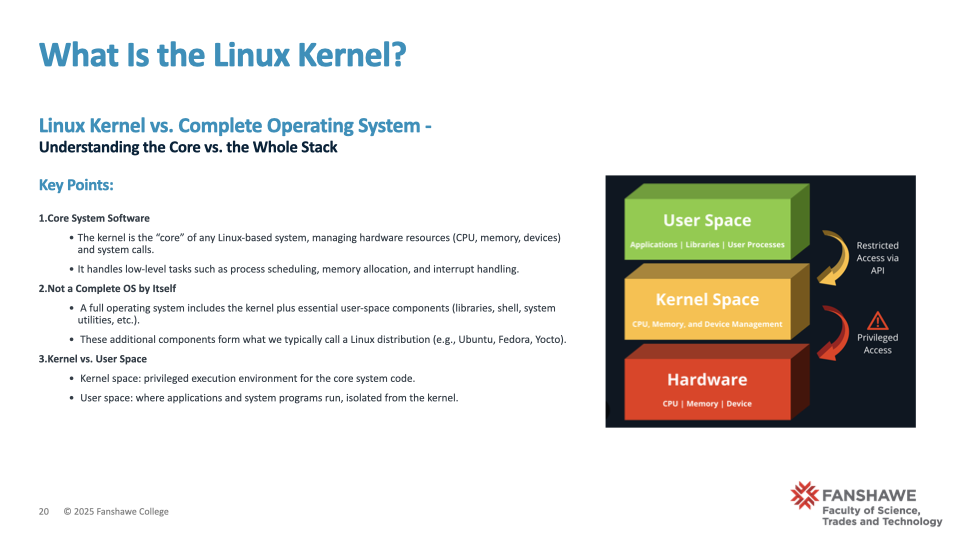 What Is the Linux Kernel?
Linux Kernel vs. Complete Operating System -
Understanding the Core vs. the Whole Stack
Key Points:
1.Core System Software
• The kernel is the “core” of any Linux-based system, managing hardware resources (CPU, memory, devices)
and system calls.
• It handles low-level tasks such as process scheduling, memory allocation, and interrupt handling.
2.Not a Complete OS by Itself
• A full operating system includes the kernel plus essential user-space components (libraries, shell, system
utilities, etc.).
• These additional components form what we typically call a Linux distribution (e.g., Ubuntu, Fedora, Yocto).
3.Kernel vs. User Space
• Kernel space: privileged execution environment for the core system code.
• User space: where applications and system programs run, isolated from the kernel.
User Space
Applications | Libraries | User Processes
Restricted
Access via
API
Kernel Space
CPU, Memory, and Device Management
Privileged
Access
Hardware
CPU | Memory | Device
20 © 2025 Fanshawe College
FANSHAWE
Faculty of Science,
Trades and Technology